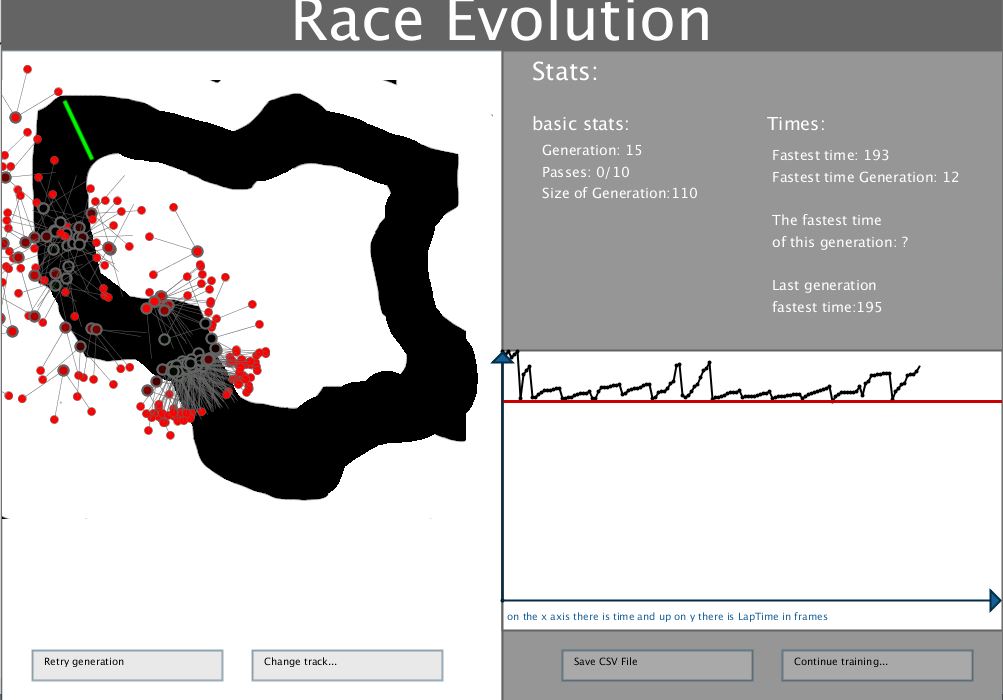 Race Evolution
Stats:
basic stats:
Generation: 15
Passes: 0/10
Size of Generation:110
Times:
Fastest time: 193
Fastest time Generation: 12
The fastest time
of this generation: ?
Last generation
fastest time:195
on the x axis there is time and up on y there is LapTime in frames
Retry generation
Change track...
Save CSV File
Continue training...